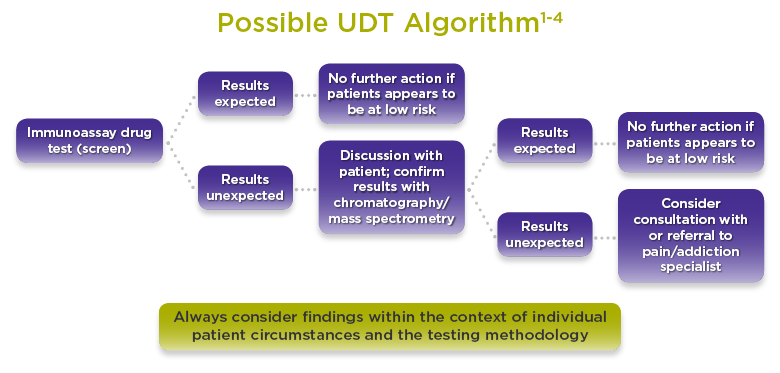 Possible UDT Algorithm1-4
Immunoassay drug
test (screen)
Results
expected
No further action if
patients appears to
be at low risk
Results
unexpected
Discussion with
patient; confirm
results with
chromatography/
mass spectrometry
Results
expected
No further action if
patients appears to
be at low risk
Results
unexpected
Consider
consultation with
or referral to
pain/addiction
specialist
Always consider findings within the context of individual
patient circumstances and the testing methodology